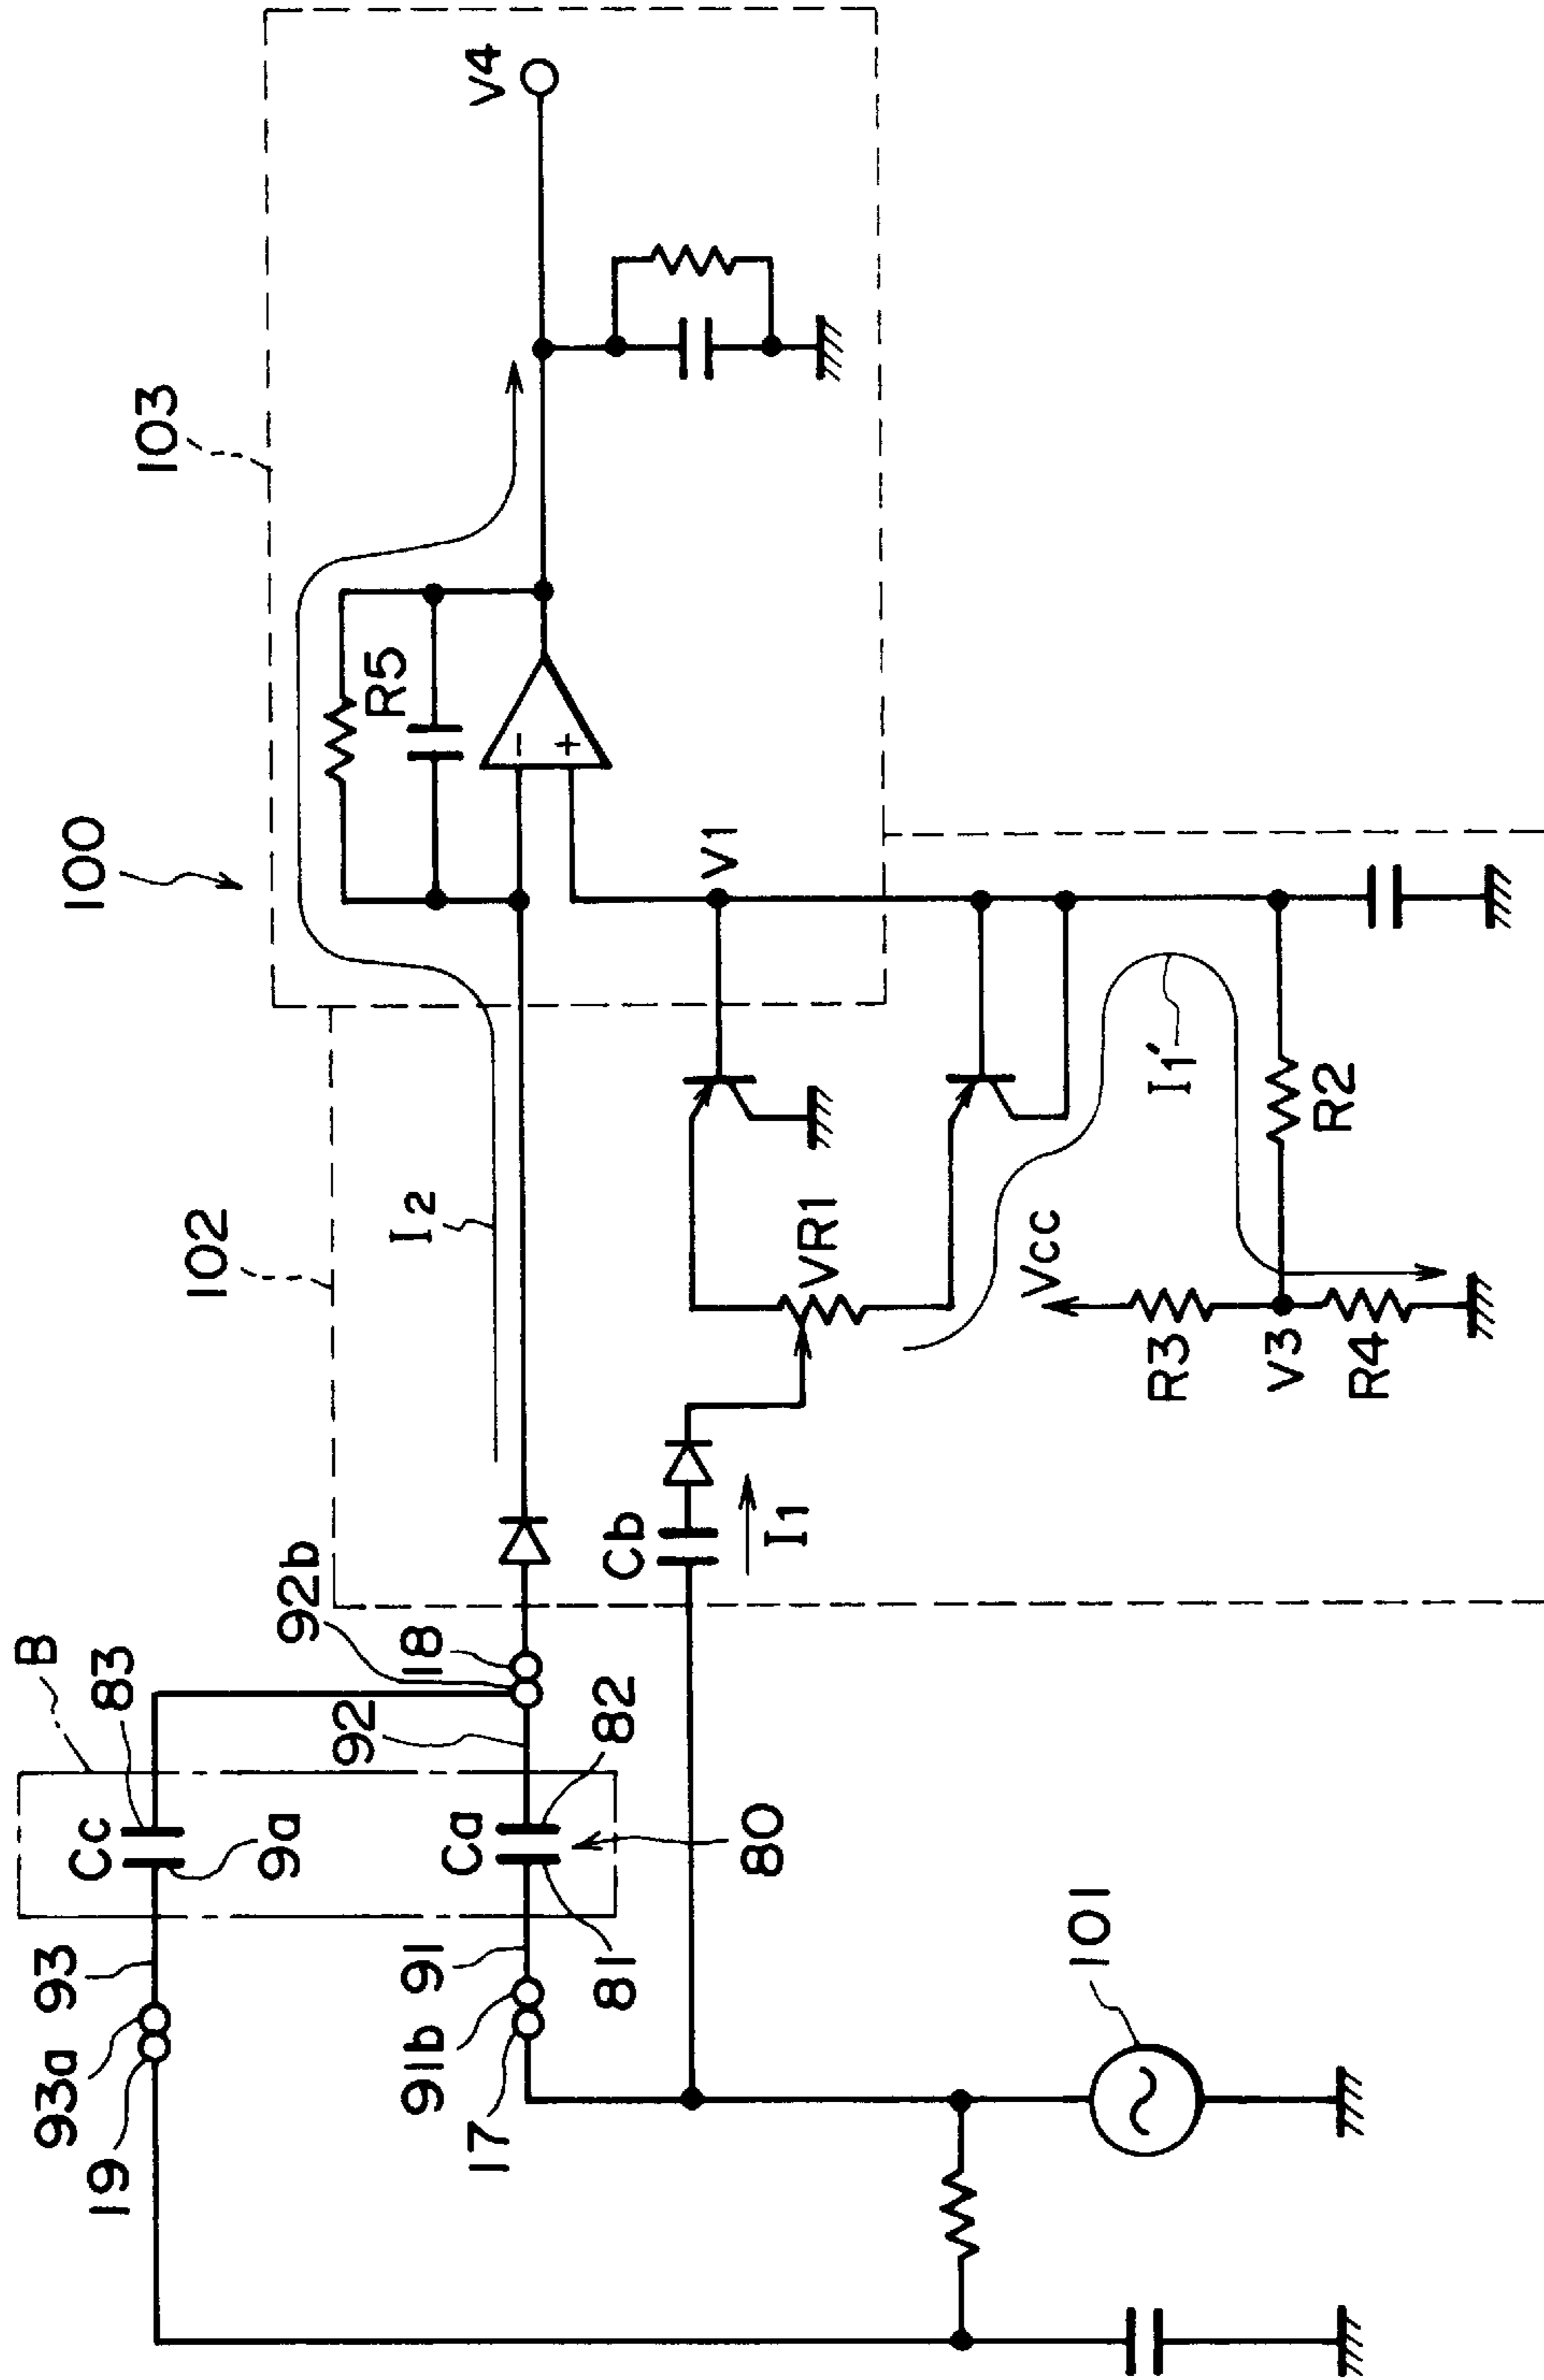 100
103
V4
R5
−
+
V1
102
I2
92b
118
B
83
Cc
9a
93
93a
19
92
82
Ca
80
81
91
91b
17
Cb
I1
VR1
I1'
Vcc
R3
V3
R4
R2
101